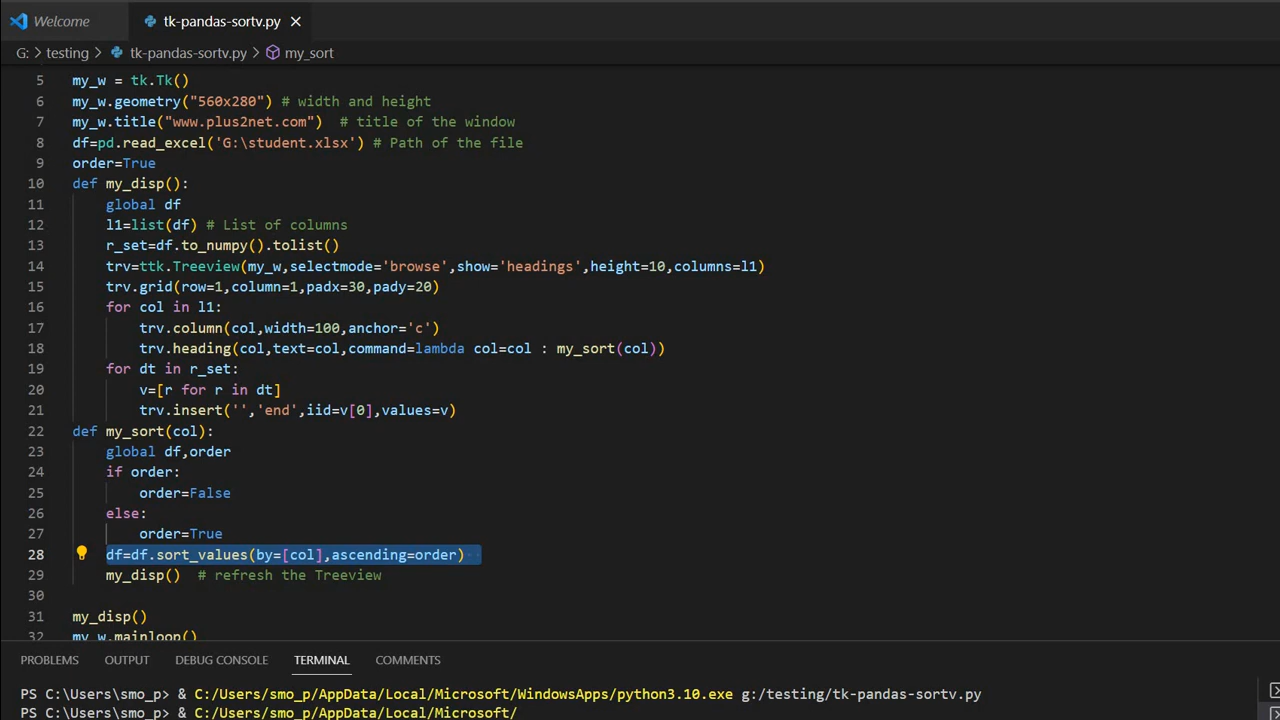 Welcome
tk-pandas-sortv.py
G: > testing > tk-pandas-sortv.py > my_sort
5 my_w = tk.Tk()
6 my_w.geometry("560x280") # width and height
7 my_w.title("www.plus2net.com")  # title of the window
8 df=pd.read_excel('G:\student.xlsx') # Path of the file
9 order=True
10 def my_disp():
11     global df
12     l1=list(df) # List of columns
13     r_set=df.to_numpy().tolist()
14     trv=ttk.Treeview(my_w,selectmode='browse',show='headings',height=10,columns=l1)
15     trv.grid(row=1,column=1,padx=30,pady=20)
16     for col in l1:
17         trv.column(col,width=100,anchor='c')
18         trv.heading(col,text=col,command=lambda col=col : my_sort(col))
19     for dt in r_set:
20         v=[r for r in dt]
21         trv.insert('','end',iid=v[0],values=v)
22 def my_sort(col):
23     global df,order
24     if order:
25         order=False
26     else:
27         order=True
28     df=df.sort_values(by=[col],ascending=order)
29     my_disp()  # refresh the Treeview
30
31 my_disp()
32 my_w.mainloop()
PROBLEMS OUTPUT DEBUG CONSOLE TERMINAL COMMENTS
PS C:\Users\smo_p> & C:/Users/smo_p/AppData/Local/Microsoft/WindowsApps/python3.10.exe g:/testing/tk-pandas-sortv.py
PS C:\Users\smo_p> & C:/Users/smo_p/AppData/Local/Microsoft/